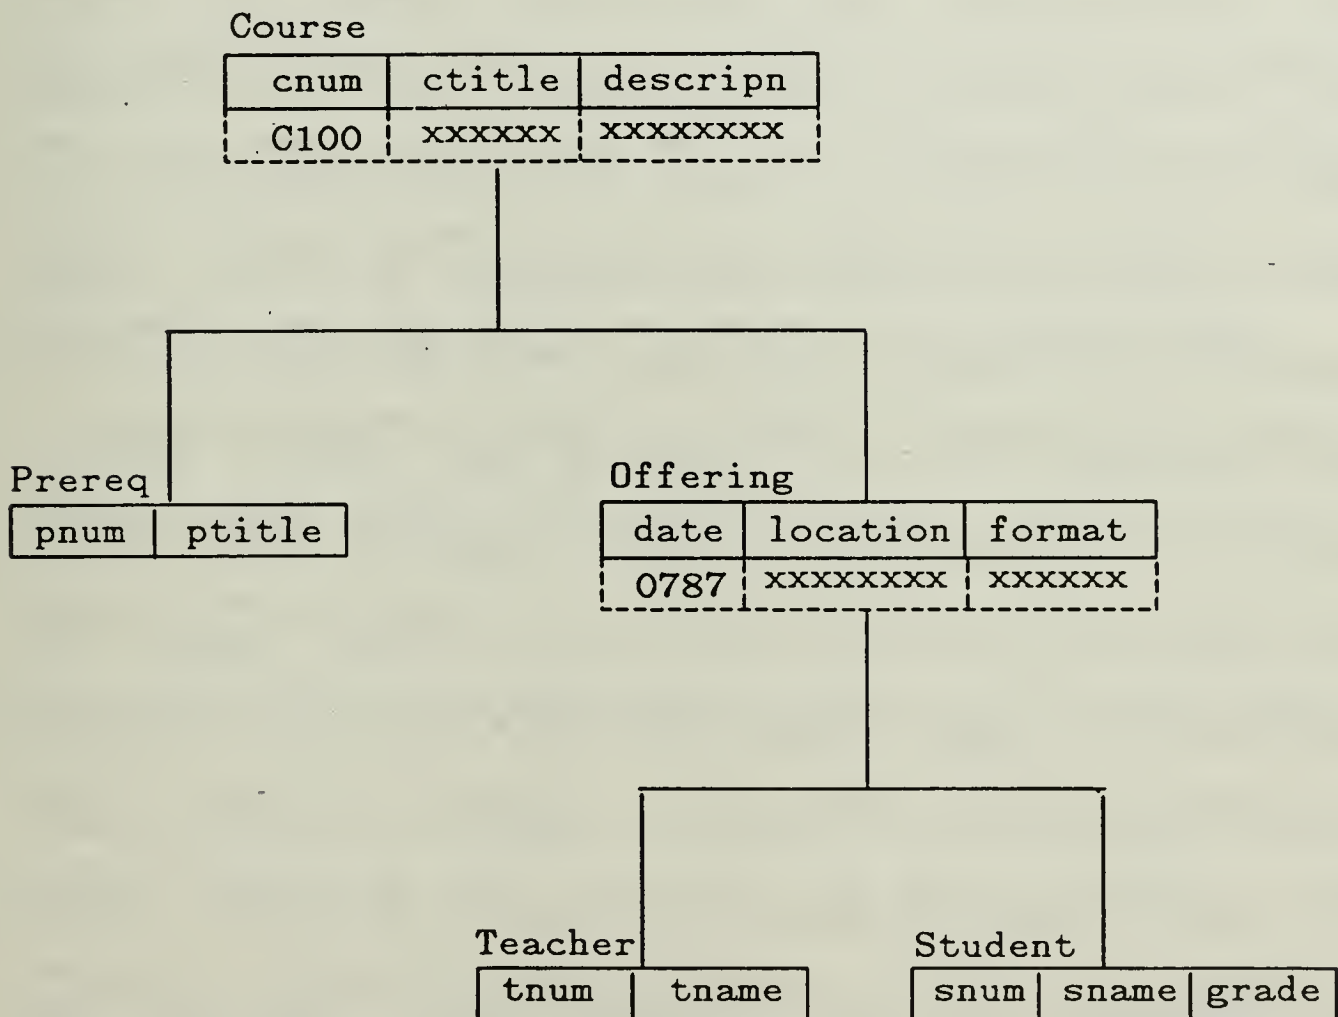 Course
cnum ctitle descripn
C100 xxxxxx xxxxxxxx
Prereq
pnum ptitle
Offering
date location format
0787 xxxxxxxx xxxxxx
Teacher
tnum tname
Student
snum sname grade